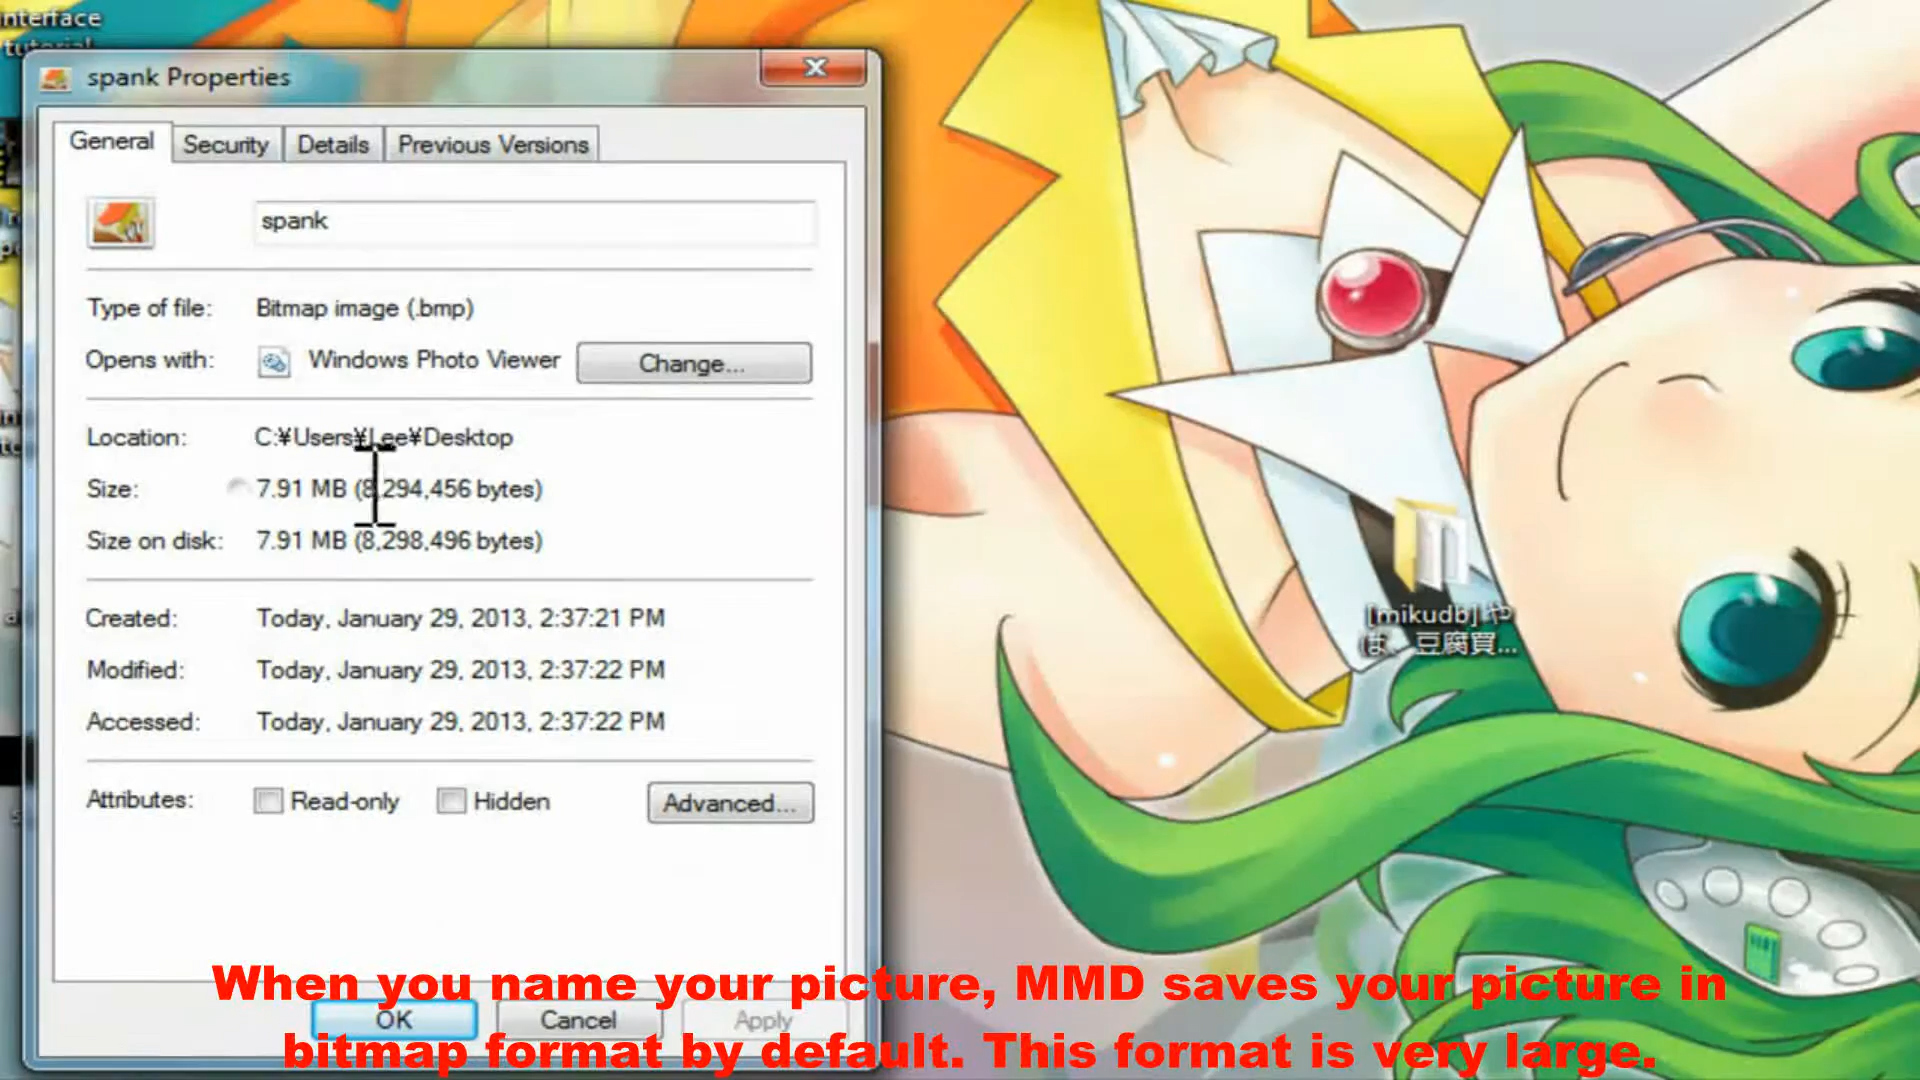 interface
tutorial
spank Properties
General
Security
Details
Previous Versions
spank
Type of file: Bitmap image (.bmp)
Opens with: Windows Photo Viewer
Change...
Location: C:¥Users¥Lee¥Desktop
Size: 7.91 MB (8,294,456 bytes)
Size on disk: 7.91 MB (8,298,496 bytes)
Created: Today, January 29, 2013, 2:37:21 PM
Modified: Today, January 29, 2013, 2:37:22 PM
Accessed: Today, January 29, 2013, 2:37:22 PM
Attributes: Read-only Hidden Advanced...
OK Cancel Apply
[mikudb]や
ま、豆腐買...
When you name your picture, MMD saves your picture in
bitmap format by default. This format is very large.